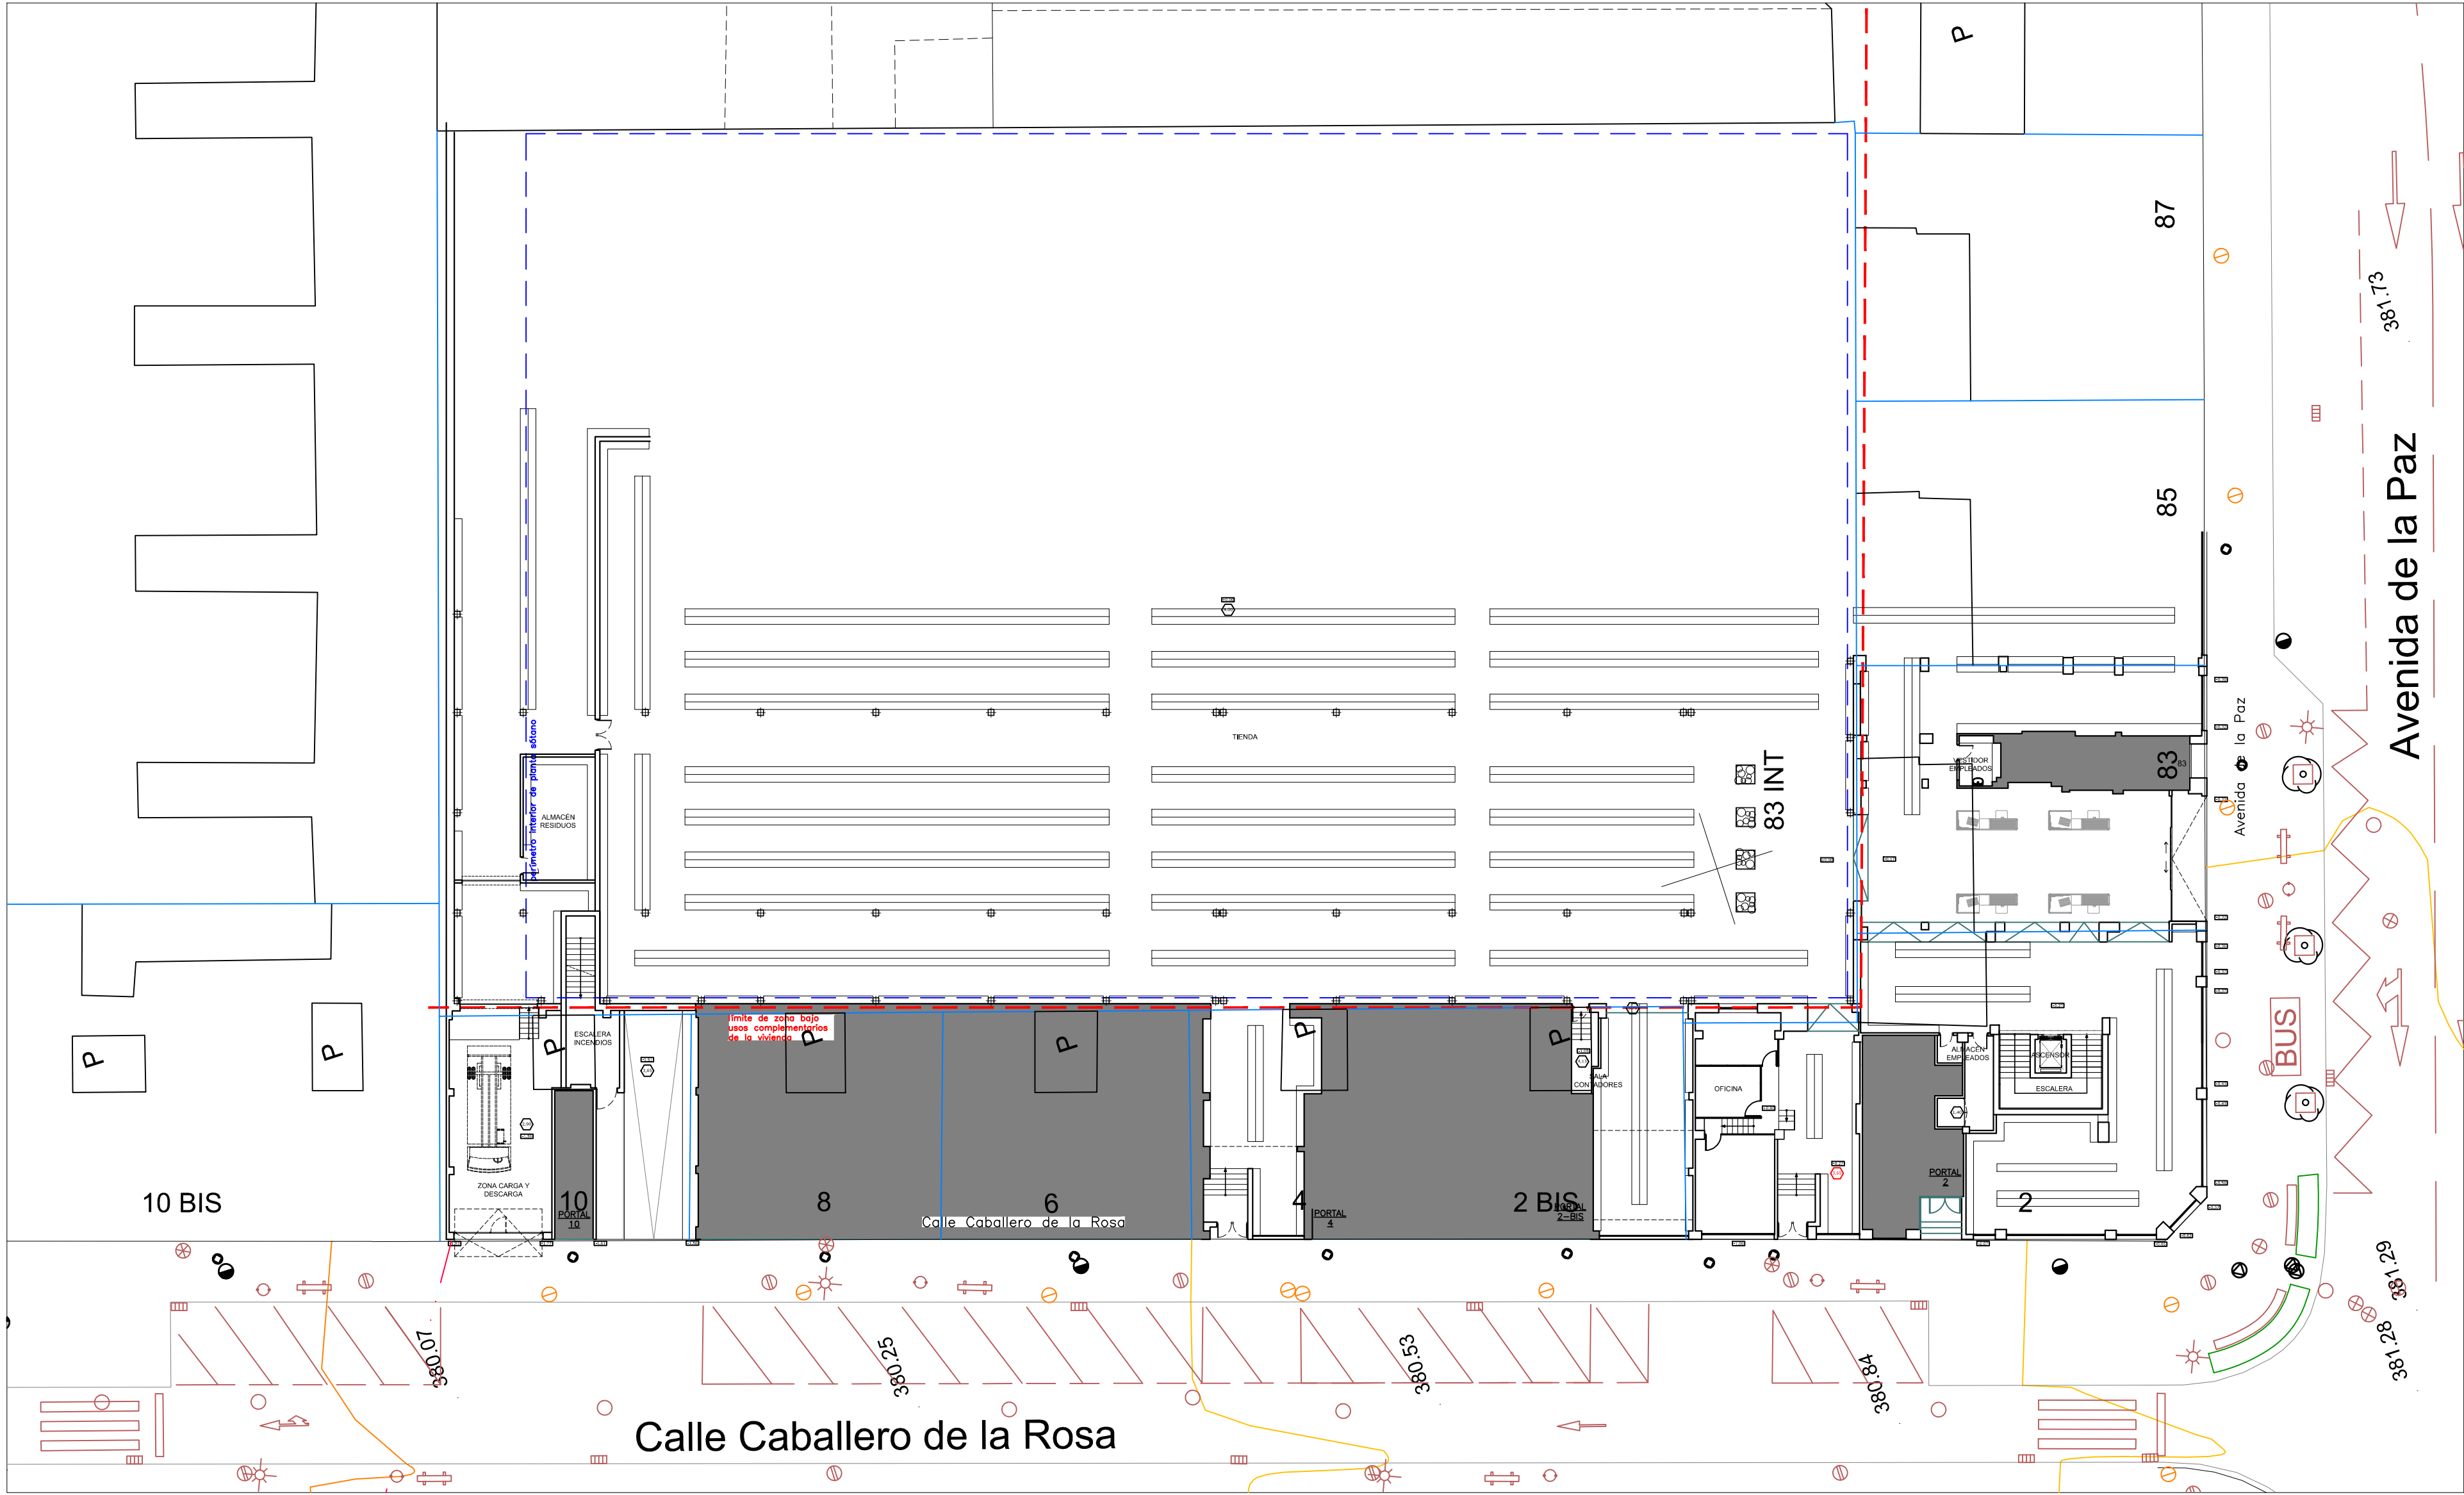 P
87
381.73
Avenida de la Paz
85
TIENDA
perímetro interior de planta sótano
Avenida de la Paz
VESTIDOR
EMPLEADOS
83
83
83 INT
ALMACÉN
RESIDUOS
límite de zona bajo
usos complementarios
de la vivienda
ESCALERA
INCENDIOS
P
P
P
P
P
P
P
SALA
CONTADORES
OFICINA
ALMACÉN
EMPLEADOS
ASCENSOR
ESCALERA
BUS
ZONA CARGA Y
DESCARGA
10 BIS
10
PORTAL
10
8
6
Calle Caballero de la Rosa
4
PORTAL
4
2 BIS
PORTAL
2-BIS
PORTAL
2
2
380.07
380.25
380.53
380.84
381.29
381.28
Calle Caballero de la Rosa